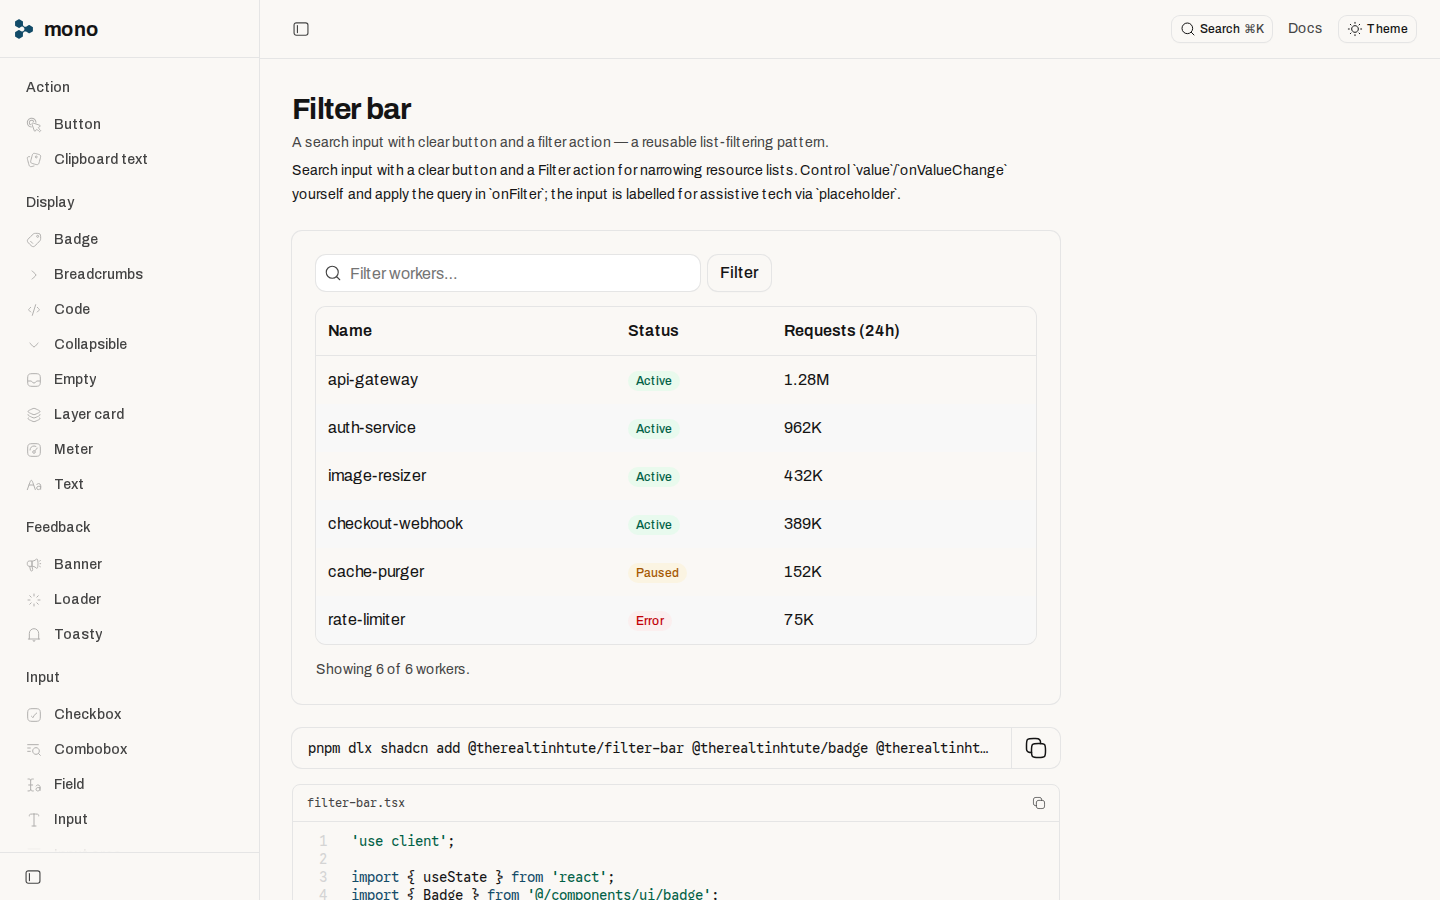 mono
Search ⌘K
Docs
Theme
Action
Button
Clipboard text
Display
Badge
Breadcrumbs
Code
Collapsible
Empty
Layer card
Meter
Text
Feedback
Banner
Loader
Toasty
Input
Checkbox
Combobox
Field
Input
Filter bar
A search input with clear button and a filter action — a reusable list-filtering pattern.
Search input with a clear button and a Filter action for narrowing resource lists. Control `value`/`onValueChange`
yourself and apply the query in `onFilter`; the input is labelled for assistive tech via `placeholder`.
Filter workers...
Filter
Name Status Requests (24h)
api-gateway Active 1.28M
auth-service Active 962K
image-resizer Active 432K
checkout-webhook Active 389K
cache-purger Paused 152K
rate-limiter Error 75K
Showing 6 of 6 workers.
pnpm dlx shadcn add @therealtinhtute/filter-bar @therealtinhtute/badge @therealtinht…
filter-bar.tsx
1 'use client';
2
3 import { useState } from 'react';
4 import { Badge } from '@/components/ui/badge';